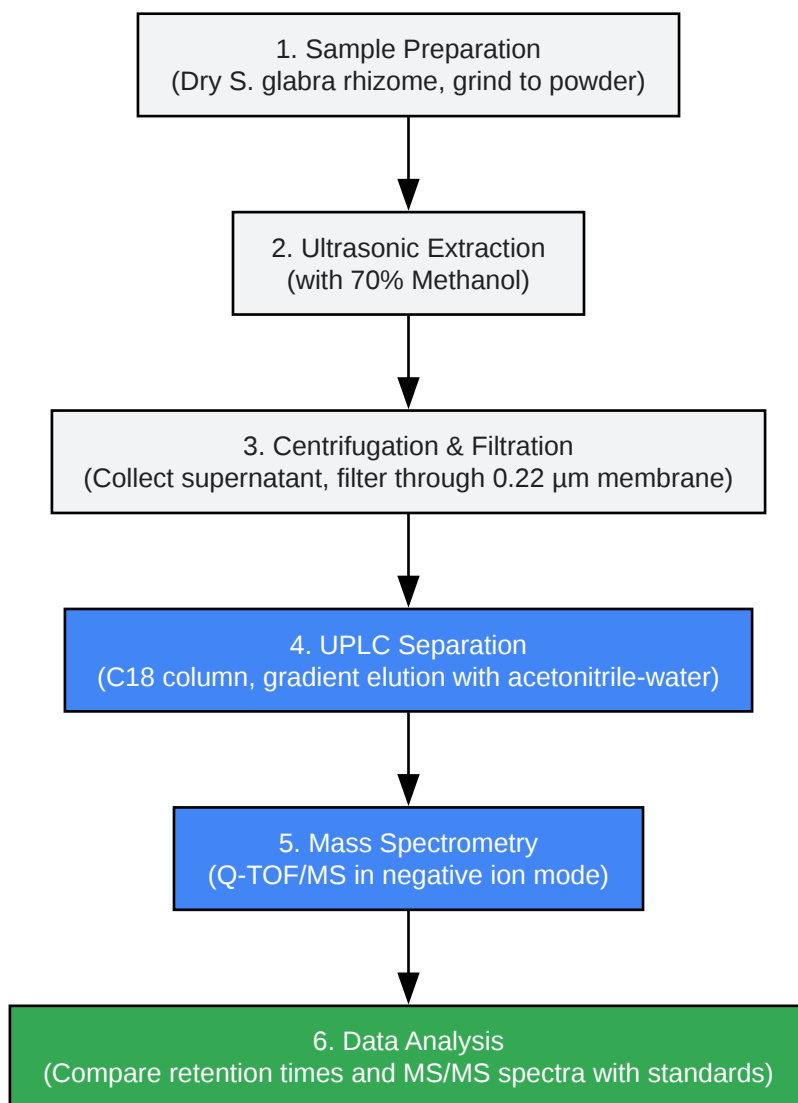 1. Sample Preparation
(Dry S. glabra rhizome, grind to powder)
2. Ultrasonic Extraction
(with 70% Methanol)
3. Centrifugation & Filtration
(Collect supernatant, filter through 0.22 µm membrane)
4. UPLC Separation
(C18 column, gradient elution with acetonitrile-water)
5. Mass Spectrometry
(Q-TOF/MS in negative ion mode)
6. Data Analysis
(Compare retention times and MS/MS spectra with standards)